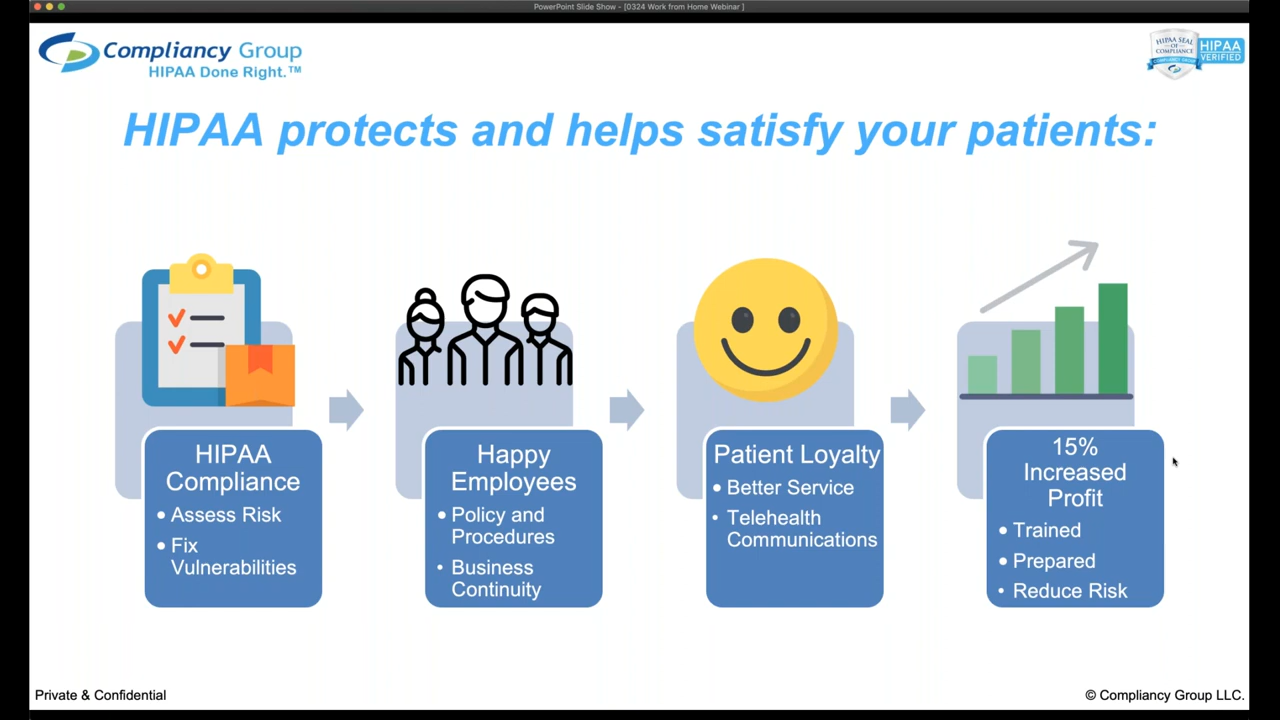 PowerPoint Slide Show - [0324 Work from Home Webinar ]
Compliancy Group
HIPAA Done Right.™
HIPAA SEAL
OF
COMPLIANCE
COMPLIANCY GROUP
HIPAA
VERIFIED
HIPAA protects and helps satisfy your patients:
HIPAA
Compliance
• Assess Risk
• Fix
Vulnerabilities
Happy
Employees
• Policy and
Procedures
• Business
Continuity
Patient Loyalty
• Better Service
• Telehealth
Communications
15%
Increased
Profit
• Trained
• Prepared
• Reduce Risk
Private & Confidential
© Compliancy Group LLC.